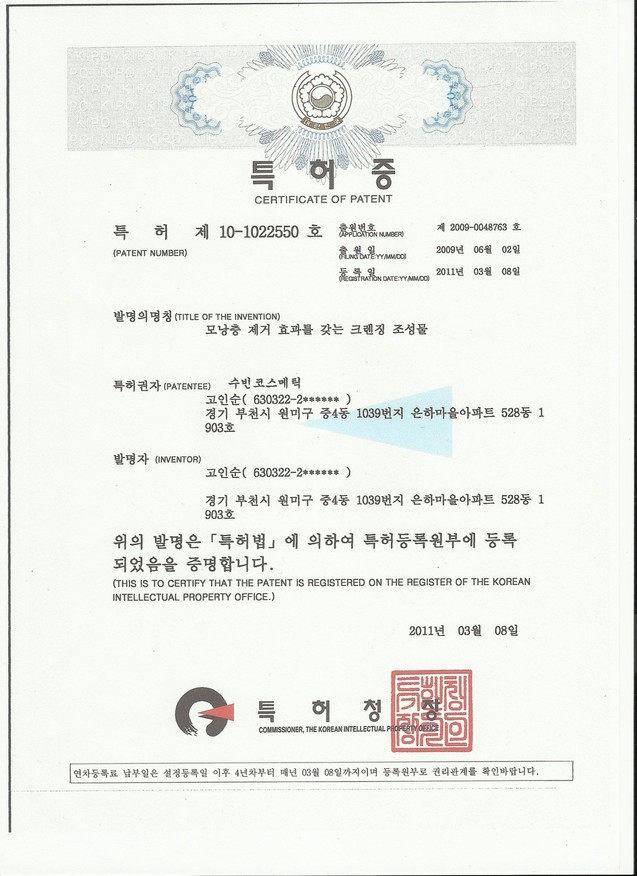 특 허 증
CERTIFICATE OF PATENT
특 허 제 10-1022550 호
(PATENT NUMBER)
출원번호 제 2009-0048763 호
(APPLICATION NUMBER)
출 원 일 2009년 06월 02일
(FILING DATE:YY/MM/DD)
등 록 일 2011년 03월 08일
(REGISTRATION DATE:YY/MM/DD)
발명의명칭(TITLE OF THE INVENTION)
모낭충 제거 효과를 갖는 크렌징 조성물
특허권자(PATENTEE) 수빈코스메틱
고인순( 630322-2****** )
경기 부천시 원미구 중4동 1039번지 은하마을아파트 528동 1
903호
발명자 (INVENTOR)
고인순( 630322-2****** )
경기 부천시 원미구 중4동 1039번지 은하마을아파트 528동 1
903호
위의 발명은 「특허법」에 의하여 특허등록원부에 등록
되었음을 증명합니다.
(THIS IS TO CERTIFY THAT THE PATENT IS REGISTERED ON THE REGISTER OF THE KOREAN
INTELLECTUAL PROPERTY OFFICE.)
2011년 03월 08일
특 허 청 장
COMMISSIONER, THE KOREAN INTELLECTUAL PROPERTY OFFICE
연차등록료 납부일은 설정등록일 이후 4년차부터 매년 03월 08일까지이며 등록원부로 권리관계를 확인바랍니다.